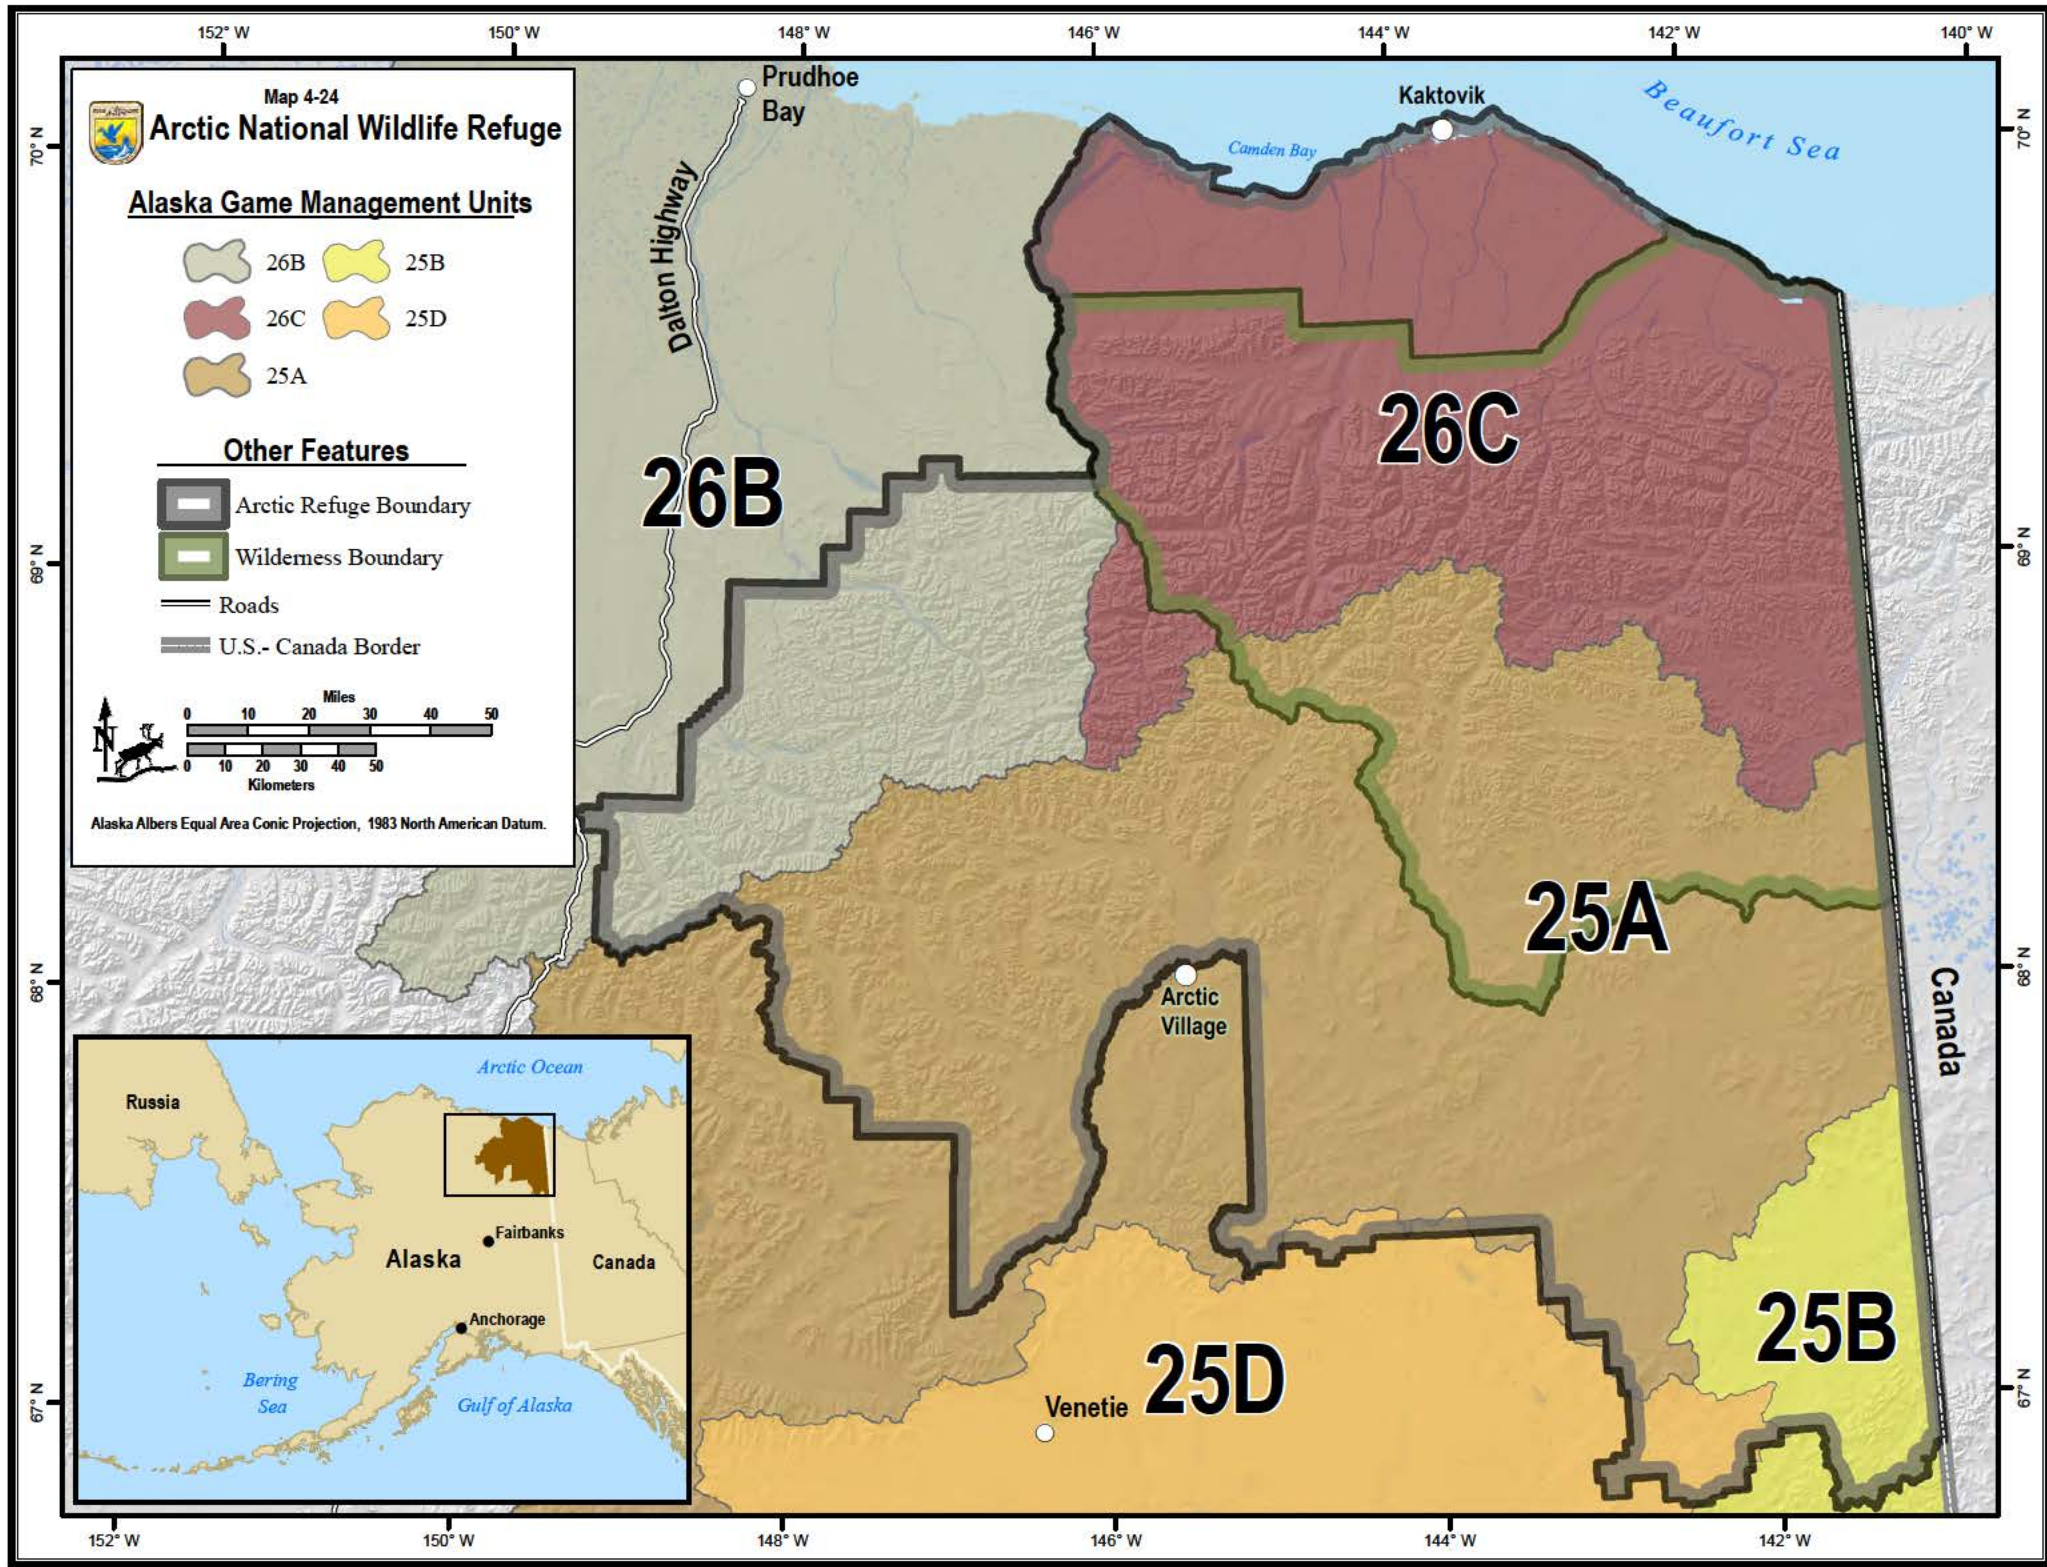 152° W 150° W 148° W 146° W 144° W 142° W 140° W
Map 4-24
Arctic National Wildlife Refuge
Alaska Game Management Units
26B 25B
26C 25D
25A
Other Features
Arctic Refuge Boundary
Wilderness Boundary
Roads
U.S.- Canada Border
Miles
0 10 20 30 40 50
N
0 10 20 30 40 50
Kilometers
Alaska Albers Equal Area Conic Projection, 1983 North American Datum.
Prudhoe
Bay
Kaktovik
Beaufort Sea
Camden Bay
Dalton Highway
70° N
70° N
26C
26B
69° N
69° N
25A
68° N
68° N
Arctic
Village
Canada
25B
25D
Venetie
67° N
67° N
Arctic Ocean
Russia
Fairbanks
Alaska
Canada
Anchorage
Bering
Sea
Gulf of Alaska
152° W 150° W 148° W 146° W 144° W 142° W